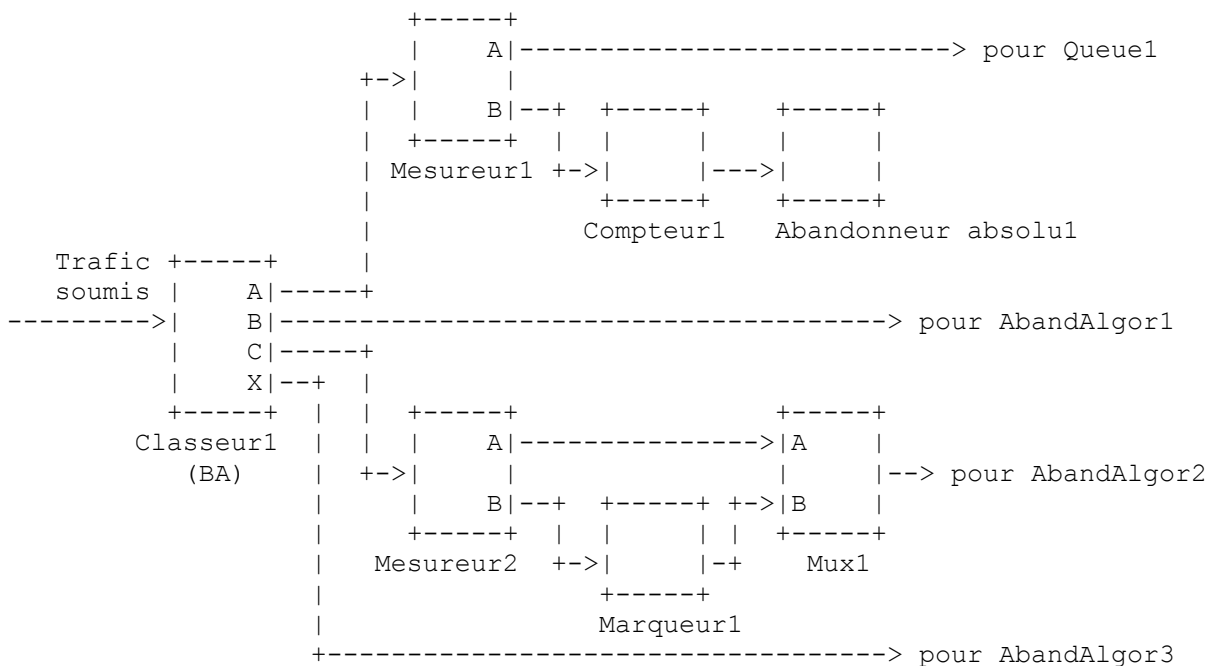 A pour Queue1
B
Mesureur1
Compteur1 Abandonneur absolu1
Trafic
soumis A
B pour AbandAlgor1
C
X
Classeur1 A A
(BA) pour AbandAlgor2
B B
Mesureur2 Mux1
Marqueur1
pour AbandAlgor3